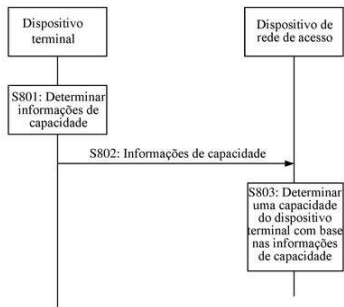 Dispositivo
terminal
Dispositivo de
rede de acesso
S801: Determinar
informações de
capacidade
S802: Informações de capacidade
S803: Determinar
uma capacidade
do dispositivo
terminal com base
nas informações
de capacidade